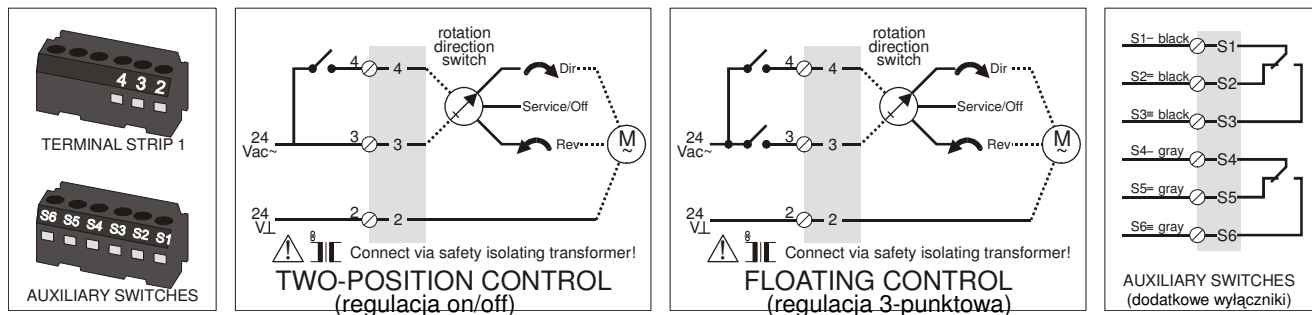 4 3 2
TERMINAL STRIP 1
S6 S5 S4 S3 S2 S1
AUXILIARY SWITCHES
rotation
direction
switch
4 4 Dir
Service/Off
24
Vac~ 3 3 Rev
M
~
24
V⊥ 2 2
Connect via safety isolating transformer!
TWO-POSITION CONTROL
(regulacja on/off)
rotation
direction
switch
4 4 Dir
Service/Off
24
Vac~ 3 3 Rev
M
~
24
V⊥ 2 2
Connect via safety isolating transformer!
FLOATING CONTROL
(regulacja 3-punktowa)
S1– black S1
S2= black S2
S3≡ black S3
S4– gray S4
S5= gray S5
S6≡ gray S6
AUXILIARY SWITCHES
(dodatkowe wyłączniki)